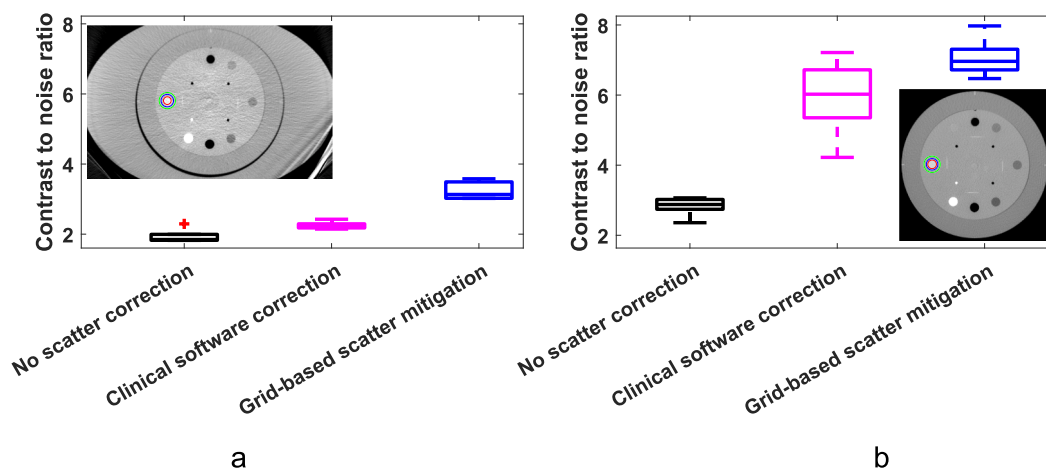 Contrast to noise ratio
8
6
4
2
No scatter correction
Clinical software correction
Grid-based scatter mitigation
a
Contrast to noise ratio
8
6
4
2
No scatter correction
Clinical software correction
Grid-based scatter mitigation
b